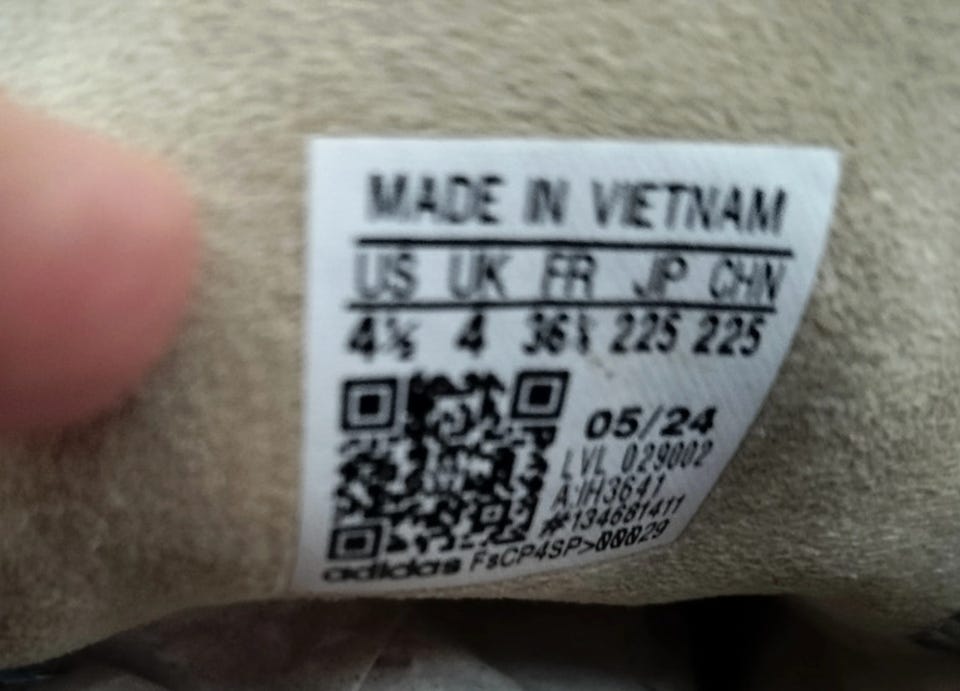 MADE IN VIETNAM
US UK FR JP CHN
4½ 4 36⅔ 225 225
05/24
LVL 029002
A:IH3641
#:134681411
adidas FsCP4SP>00029